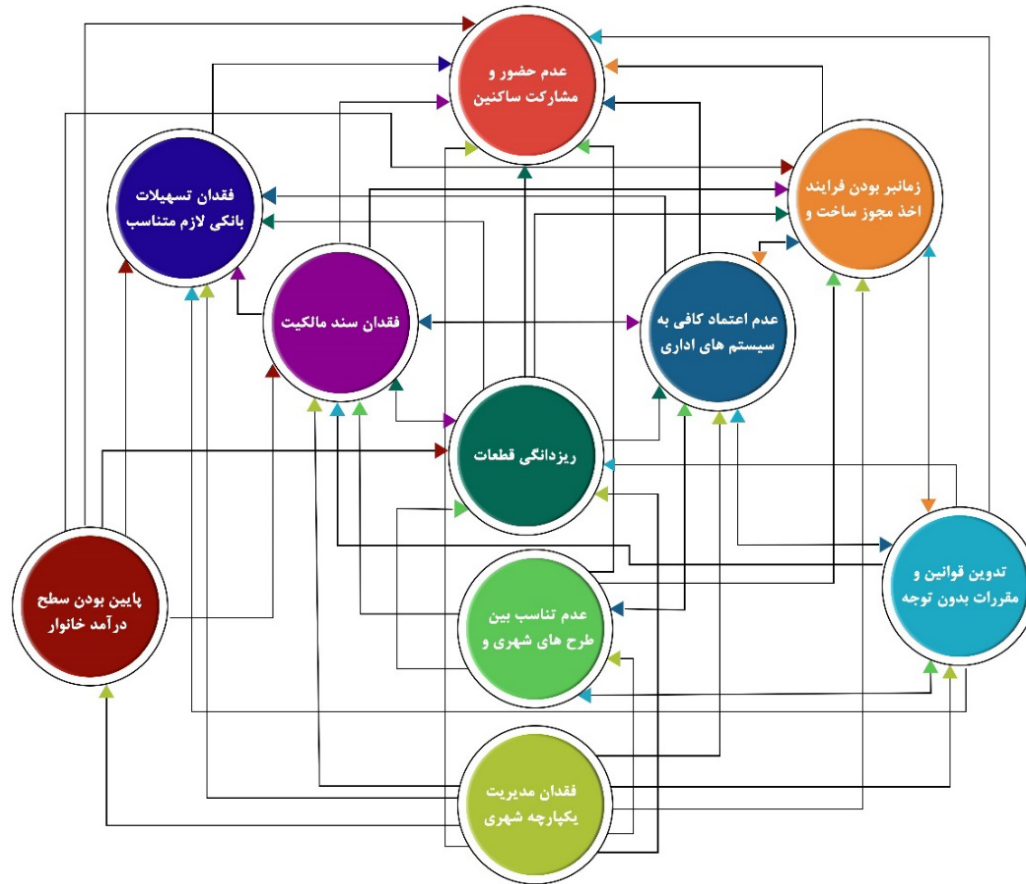 عدم حضور و
مشارکت ساکنین
فقدان تسهیلات
بانکی لازم متناسب
زمانبر بودن فرایند
اخذ مجوز ساخت و
فقدان سند مالکیت
عدم اعتماد کافی به
سیستم های اداری
ریزدانگی قطعات
پایین بودن سطح
درآمد خانوار
عدم تناسب بین
طرح های شهری و
تدوین قوانین و
مقررات بدون توجه
فقدان مدیریت
یکپارچه شهری